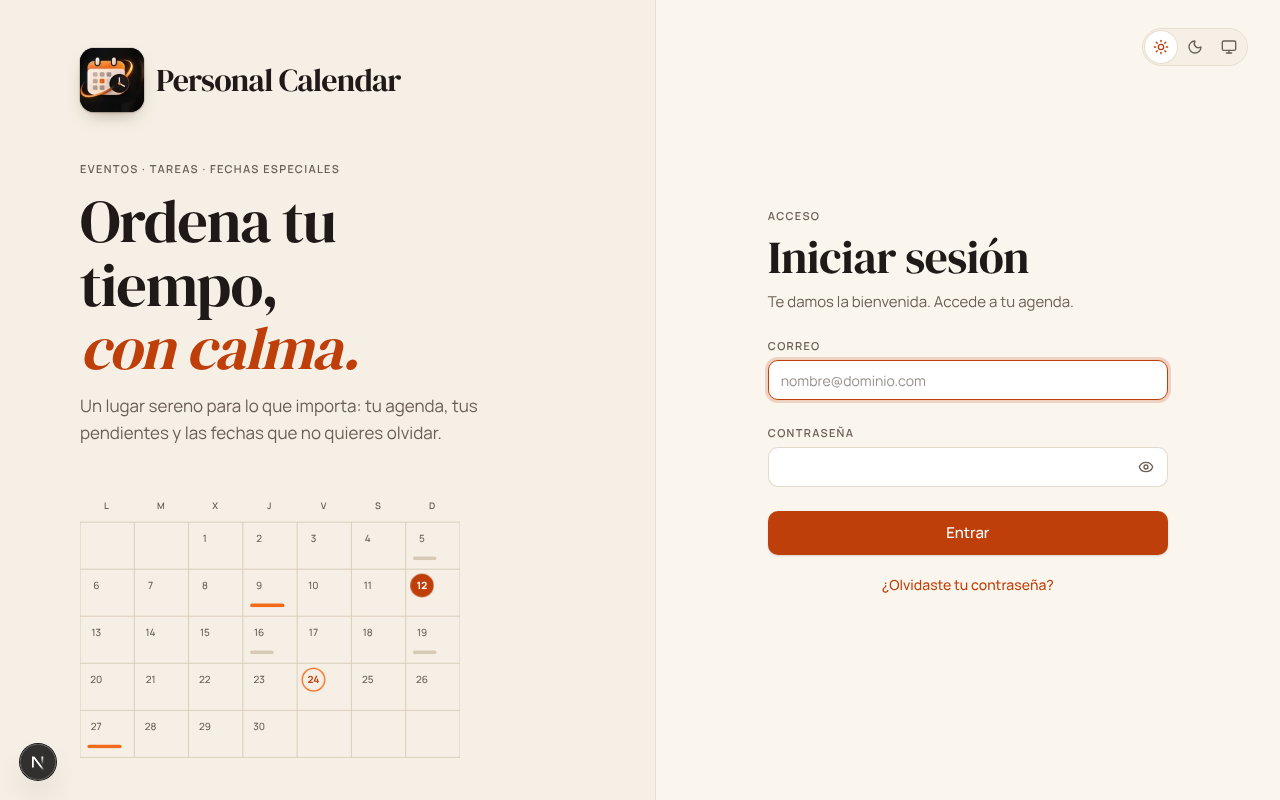 Personal Calendar
EVENTOS · TAREAS · FECHAS ESPECIALES
Ordena tu
tiempo,
con calma.
Un lugar sereno para lo que importa: tu agenda, tus
pendientes y las fechas que no quieres olvidar.
L M X J V S D
1 2 3 4 5
6 7 8 9 10 11 12
13 14 15 16 17 18 19
20 21 22 23 24 25 26
27 28 29 30
N
ACCESO
Iniciar sesión
Te damos la bienvenida. Accede a tu agenda.
CORREO
nombre@dominio.com
CONTRASEÑA
Entrar
¿Olvidaste tu contraseña?